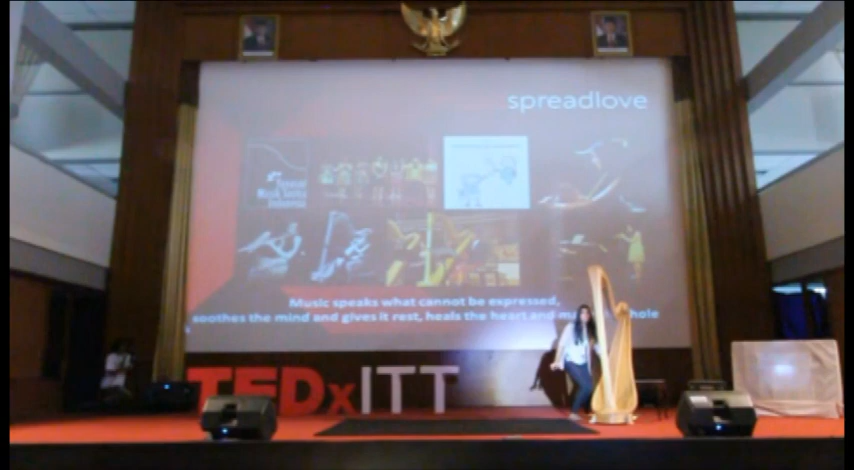 spreadlove
Music speaks what cannot be expressed,
soothes the mind and gives it rest, heals the heart and
TEDxITT